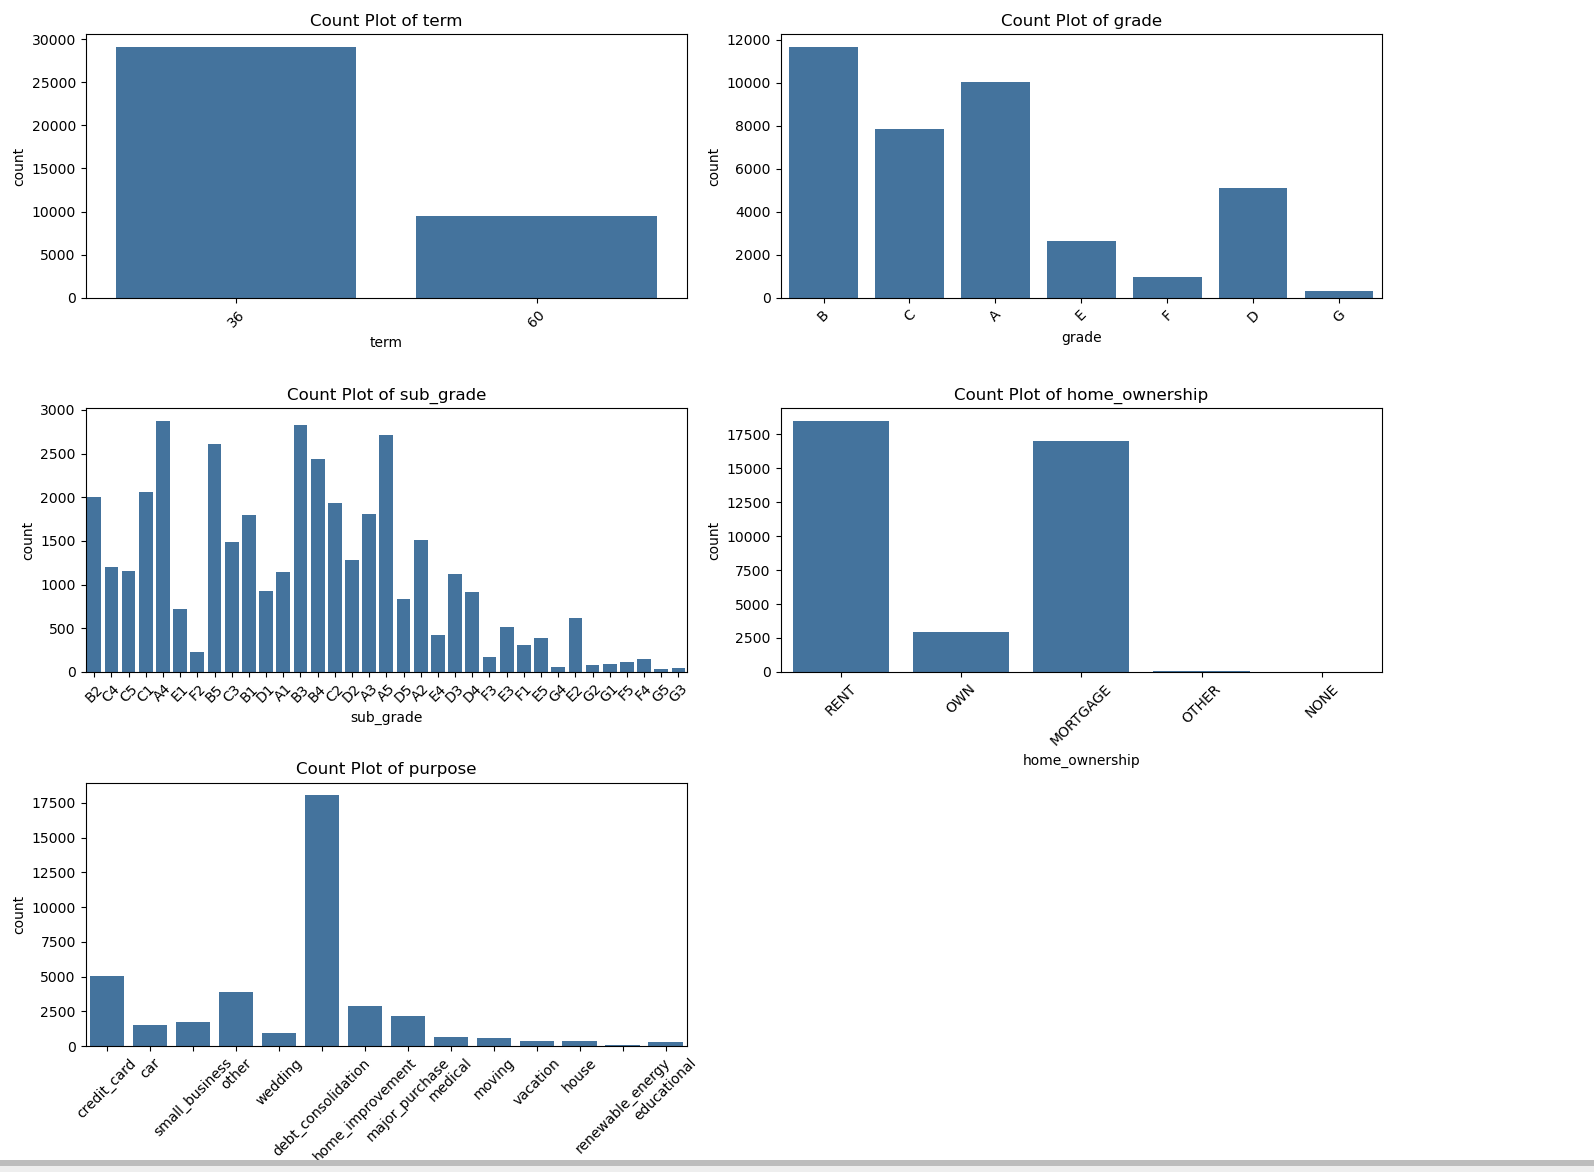 Count Plot of term
30000
25000
20000
15000
10000
5000
0
count
36
60
term
Count Plot of grade
12000
10000
8000
6000
4000
2000
0
count
B
C
A
E
F
D
G
grade
Count Plot of sub_grade
3000
2500
2000
1500
1000
500
0
count
B2
C4
C5
C1
A4
E1
F2
B5
C3
B1
D1
A1
B3
B4
C2
D2
A3
A5
D5
A2
E4
D3
D4
F3
E3
F1
E5
G4
E2
G2
G1
F5
F4
G5
G3
sub_grade
Count Plot of home_ownership
17500
15000
12500
10000
7500
5000
2500
0
count
RENT
OWN
MORTGAGE
OTHER
NONE
home_ownership
Count Plot of purpose
17500
15000
12500
10000
7500
5000
2500
0
count
credit_card
car
small_business
other
wedding
debt_consolidation
home_improvement
major_purchase
medical
moving
vacation
house
renewable_energy
educational